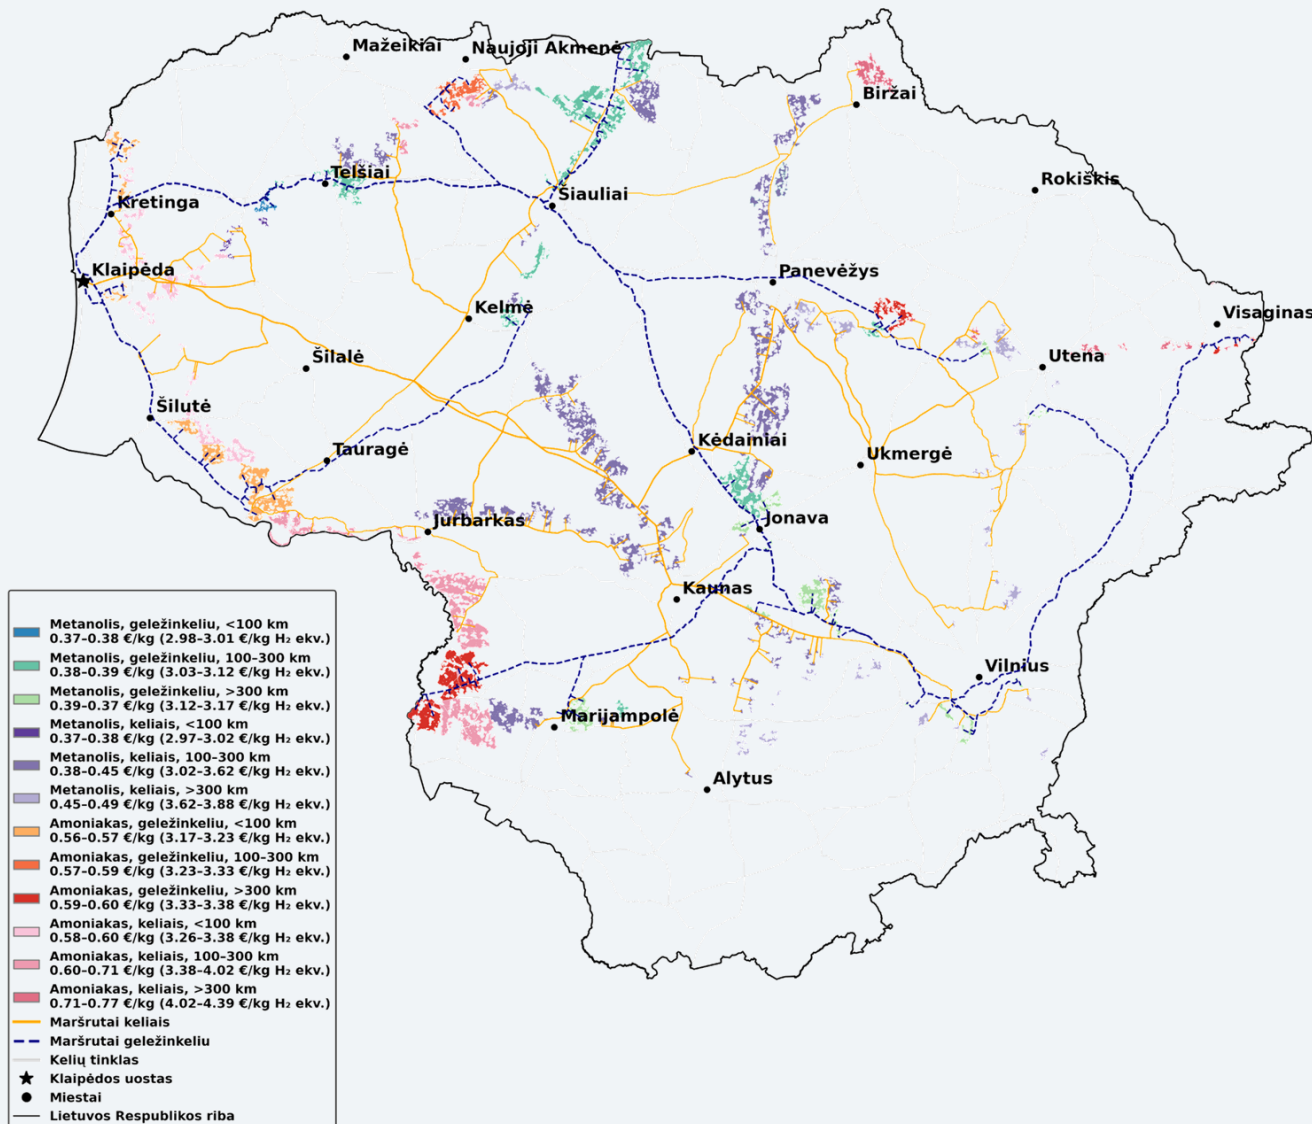 Mažeikiai
Naujoji Akmenė
Biržai
Telšiai
Rokiškis
Šiauliai
Kretinga
Klaipėda
Panevėžys
Kelmė
Visaginas
Šilalė
Utena
Šilutė
Kėdainiai
Tauragė
Ukmergė
Jurbarkas
Jonava
Kaunas
Vilnius
Marijampolė
Alytus
Metanolis, geležinkeliu, <100 km
0.37–0.38 €/kg (2.98–3.01 €/kg H₂ ekv.)
Metanolis, geležinkeliu, 100–300 km
0.38–0.39 €/kg (3.03–3.12 €/kg H₂ ekv.)
Metanolis, geležinkeliu, >300 km
0.39–0.37 €/kg (3.12–3.17 €/kg H₂ ekv.)
Metanolis, keliais, <100 km
0.37–0.38 €/kg (2.97–3.02 €/kg H₂ ekv.)
Metanolis, keliais, 100–300 km
0.38–0.45 €/kg (3.02–3.62 €/kg H₂ ekv.)
Metanolis, keliais, >300 km
0.45–0.49 €/kg (3.62–3.88 €/kg H₂ ekv.)
Amoniakas, geležinkeliu, <100 km
0.56–0.57 €/kg (3.17–3.23 €/kg H₂ ekv.)
Amoniakas, geležinkeliu, 100–300 km
0.57–0.59 €/kg (3.23–3.33 €/kg H₂ ekv.)
Amoniakas, geležinkeliu, >300 km
0.59–0.60 €/kg (3.33–3.38 €/kg H₂ ekv.)
Amoniakas, keliais, <100 km
0.58–0.60 €/kg (3.26–3.38 €/kg H₂ ekv.)
Amoniakas, keliais, 100–300 km
0.60–0.71 €/kg (3.38–4.02 €/kg H₂ ekv.)
Amoniakas, keliais, >300 km
0.71–0.77 €/kg (4.02–4.39 €/kg H₂ ekv.)
Maršrutai keliais
Maršrutai geležinkeliu
Kelių tinklas
Klaipėdos uostas
Miestai
Lietuvos Respublikos riba